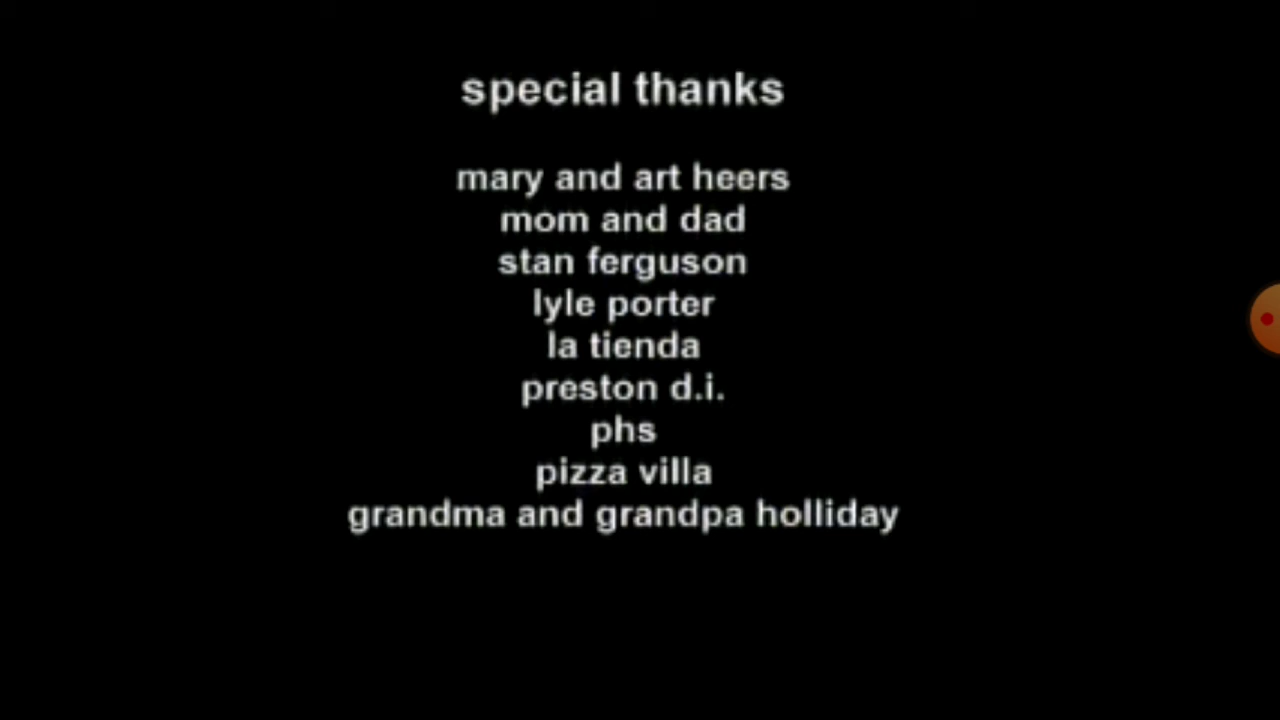 special thanks
mary and art heers
mom and dad
stan ferguson
lyle porter
la tienda
preston d.i.
phs
pizza villa
grandma and grandpa holliday